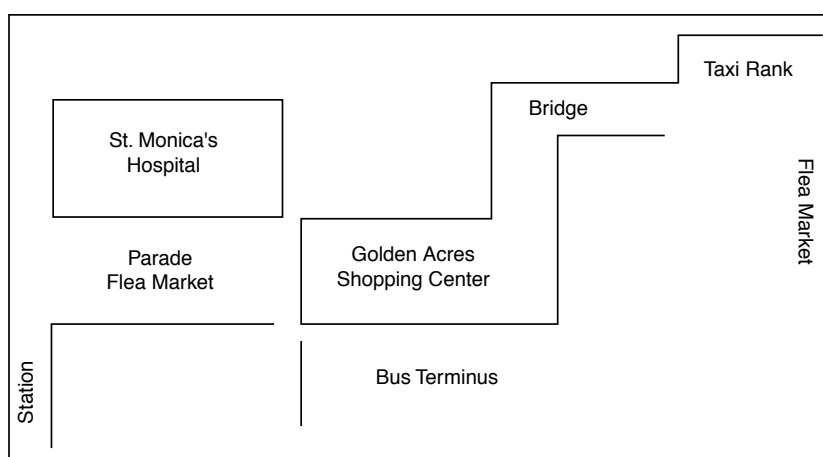 Taxi Rank
Bridge
St. Monica's
Hospital
Flea Market
Parade
Flea Market
Golden Acres
Shopping Center
Station
Bus Terminus